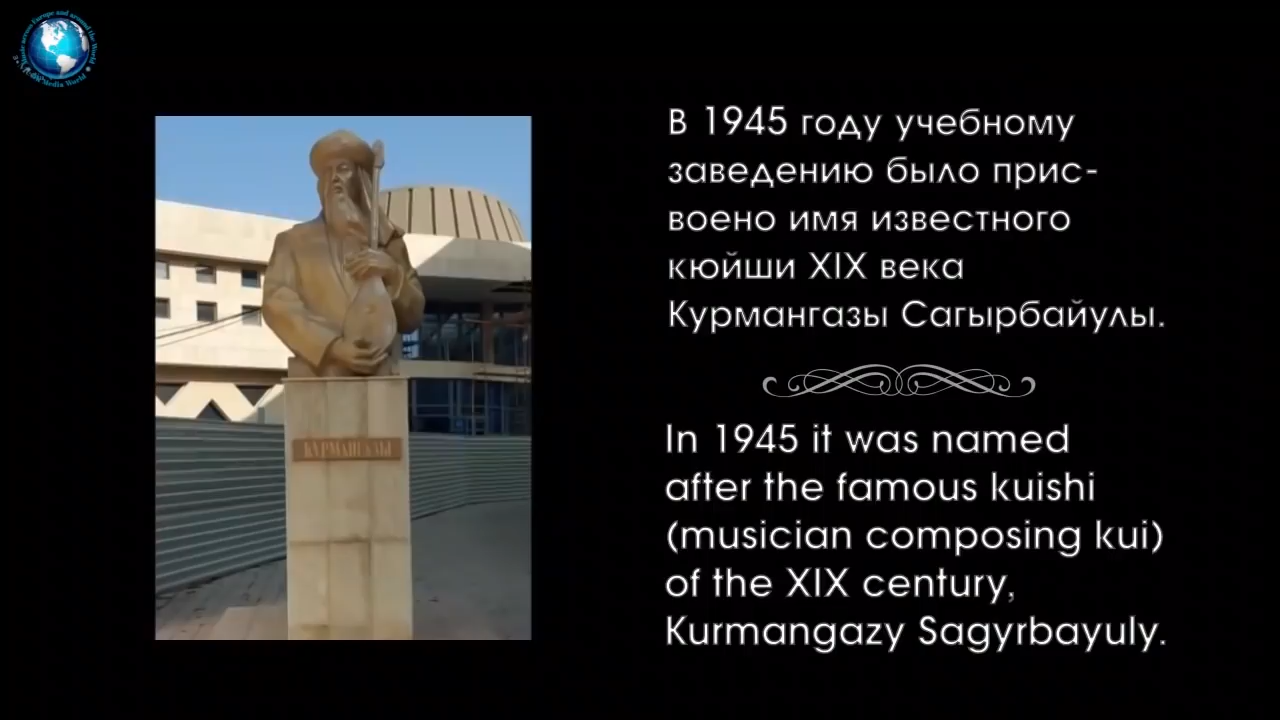 В 1945 году учебному
заведению было прис-
воено имя известного
кюйши XIX века
Курмангазы Сагырбайулы.
In 1945 it was named
after the famous kuishi
(musician composing kui)
of the XIX century,
Kurmangazy Sagyrbayuly.
КУРМАНГАЗЫ